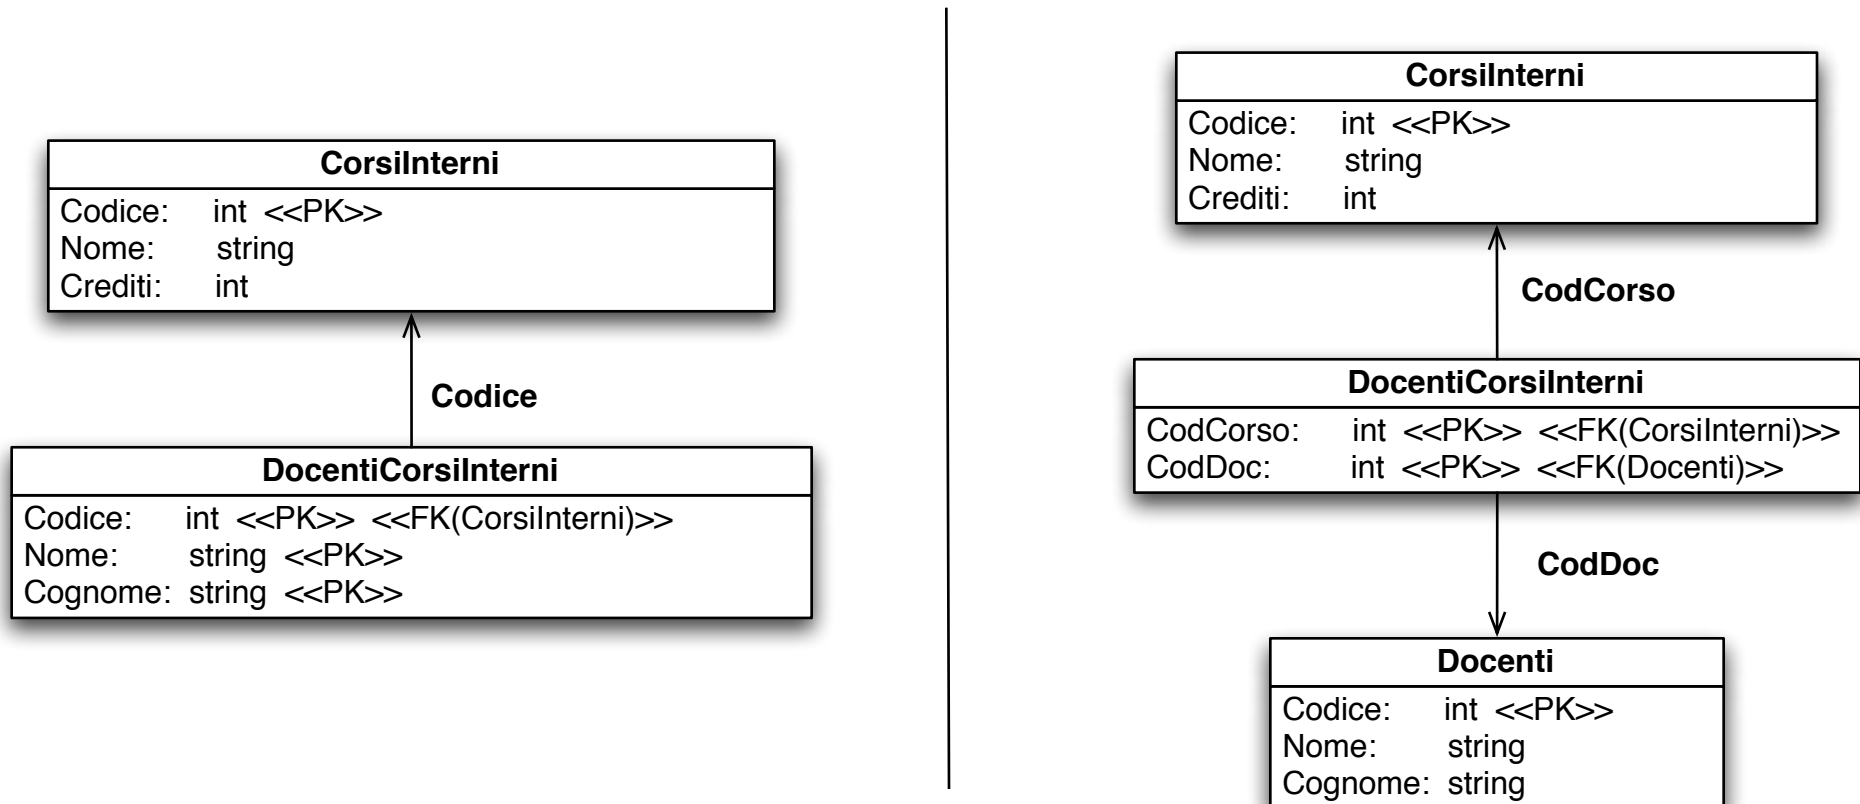 CorsiInterni
Codice: int <<PK>>
Nome: string
Crediti: int
Codice
DocentiCorsiInterni
Codice: int <<PK>> <<FK(CorsiInterni)>>
Nome: string <<PK>>
Cognome: string <<PK>>
CorsiInterni
Codice: int <<PK>>
Nome: string
Crediti: int
CodCorso
DocentiCorsiInterni
CodCorso: int <<PK>> <<FK(CorsiInterni)>>
CodDoc: int <<PK>> <<FK(Docenti)>>
CodDoc
Docenti
Codice: int <<PK>>
Nome: string
Cognome: string